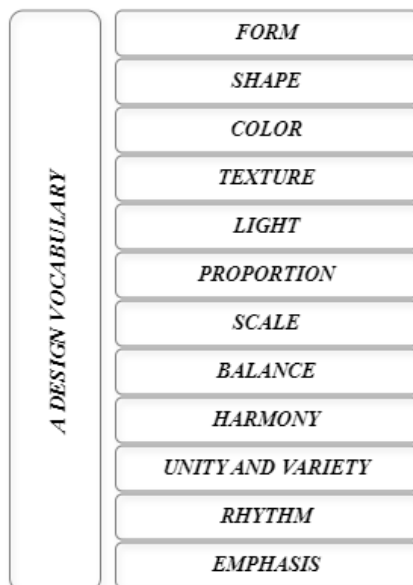 A DESIGN VOCABULARY
FORM
SHAPE
COLOR
TEXTURE
LIGHT
PROPORTION
SCALE
BALANCE
HARMONY
UNITY AND VARIETY
RHYTHM
EMPHASIS